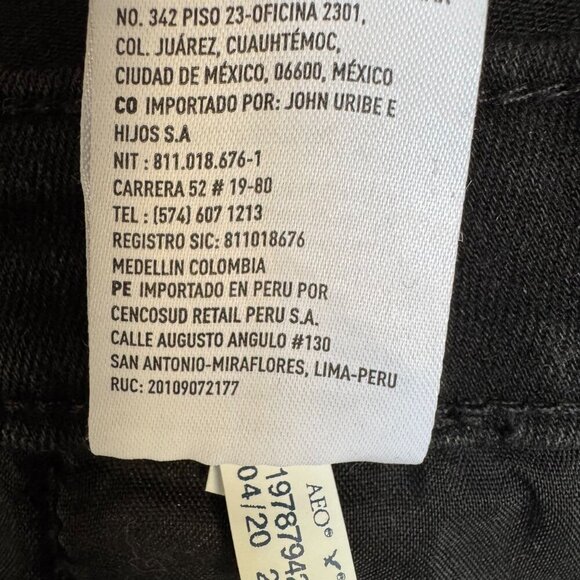 NO. 342 PISO 23-OFICINA 2301,
COL. JUÁREZ, CUAUHTÉMOC,
CIUDAD DE MÉXICO, 06600, MÉXICO
CO IMPORTADO POR: JOHN URIBE E
HIJOS S.A
NIT : 811.018.676-1
CARRERA 52 # 19-80
TEL : (574) 607 1213
REGISTRO SIC: 811018676
MEDELLIN COLOMBIA
PE IMPORTADO EN PERU POR
CENCOSUD RETAIL PERU S.A.
CALLE AUGUSTO ANGULO #130
SAN ANTONIO-MIRAFLORES, LIMA-PERU
RUC: 20109072177
AEO®
1978794
04/20